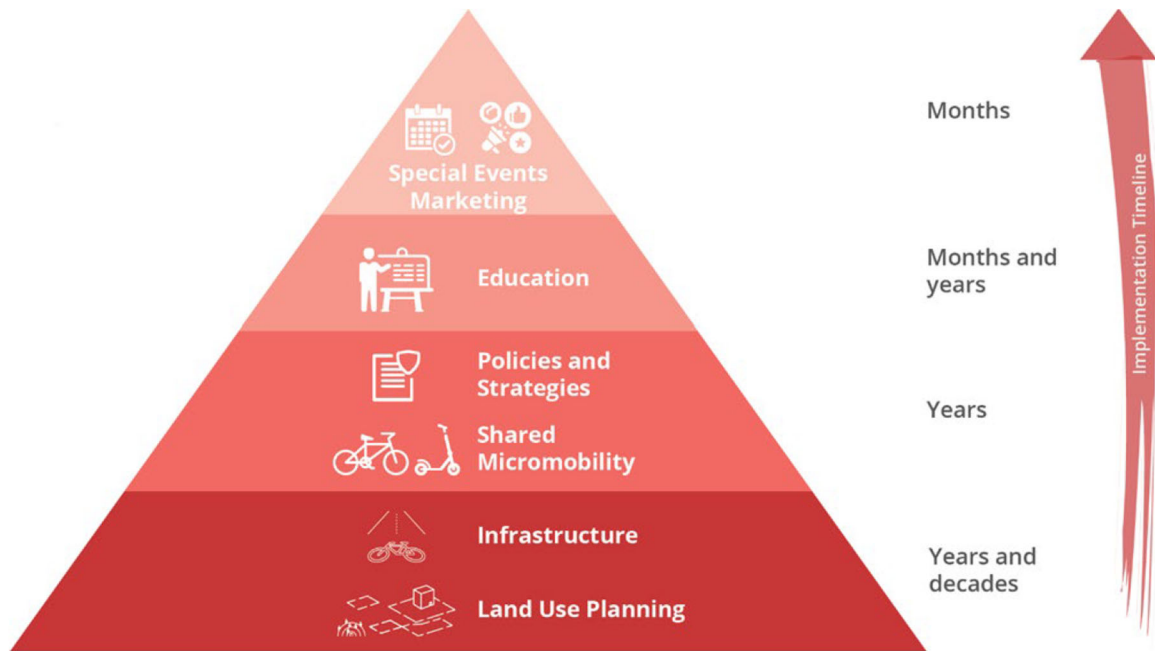 Months
Special Events
Marketing
Months and
years
Education
Policies and
Strategies
Years
Shared
Micromobility
Infrastructure
Years and
decades
Land Use Planning
Implementation Timeline